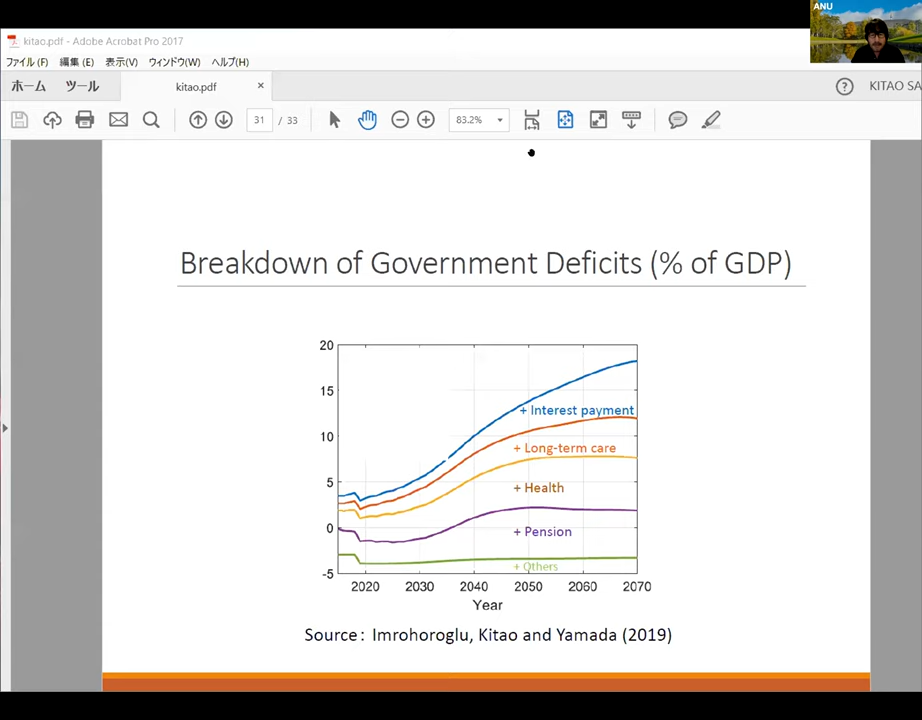 ANU
kitao.pdf - Adobe Acrobat Pro 2017
ファイル(F) 編集(E) 表示(V) ウィンドウ(W) ヘルプ(H)
ホーム ツール kitao.pdf × ? KITAO SA
31 / 33 83.2%
Breakdown of Government Deficits (% of GDP)
20
15
10
5
0
-5
+ Interest payment
+ Long-term care
+ Health
+ Pension
+ Others
2020 2030 2040 2050 2060 2070
Year
Source: Imrohoroglu, Kitao and Yamada (2019)